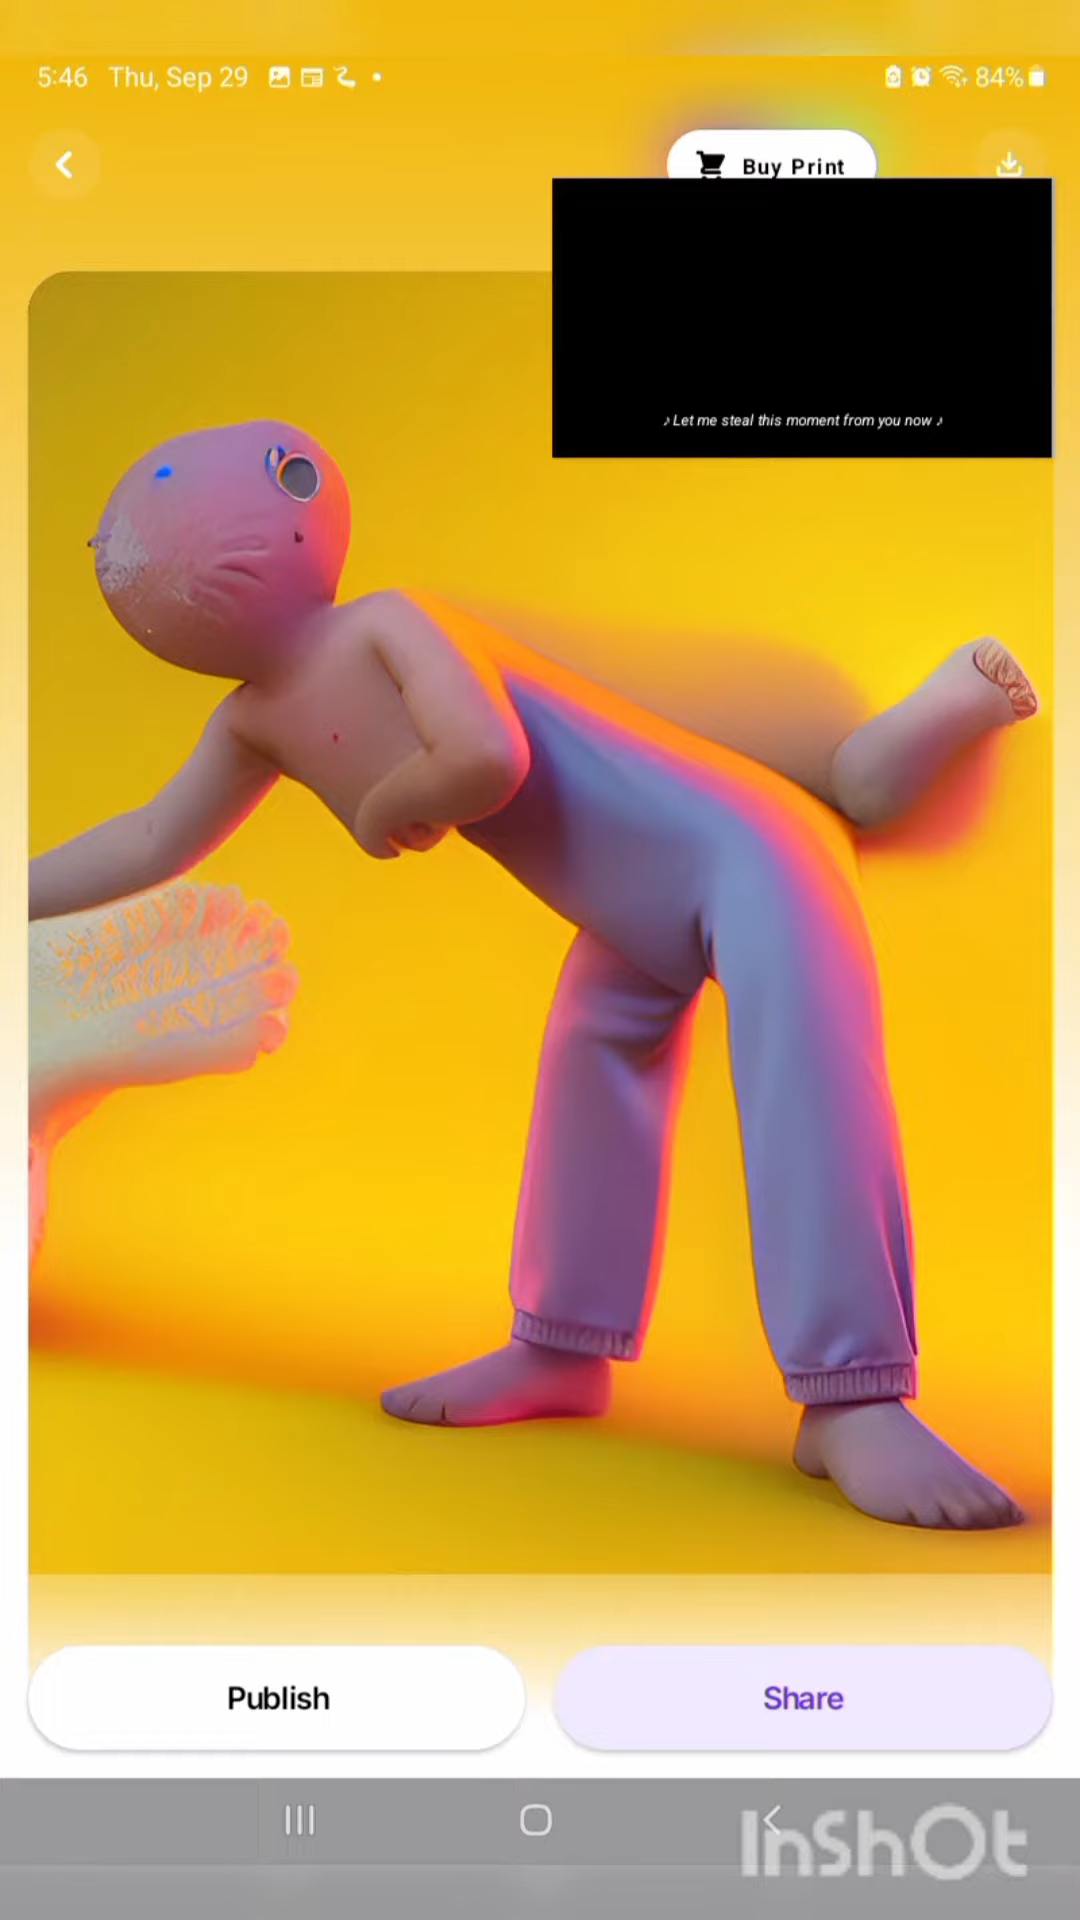 5:46 Thu, Sep 29 84%
Buy Print
♪ Let me steal this moment from you now ♪
Publish
Share
InShOt